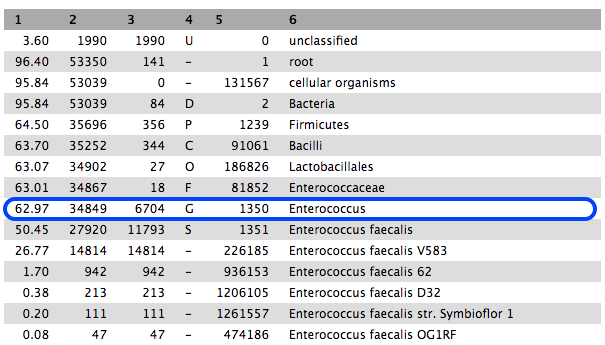 1 2 3 4 5 6
3.60 1990 1990 U 0 unclassified
96.40 53350 141 - 1 root
95.84 53039 0 - 131567 cellular organisms
95.84 53039 84 D 2 Bacteria
64.50 35696 356 P 1239 Firmicutes
63.70 35252 344 C 91061 Bacilli
63.07 34902 27 O 186826 Lactobacillales
63.01 34867 18 F 81852 Enterococcaceae
62.97 34849 6704 G 1350 Enterococcus
50.45 27920 11793 S 1351 Enterococcus faecalis
26.77 14814 14814 - 226185 Enterococcus faecalis V583
1.70 942 942 - 936153 Enterococcus faecalis 62
0.38 213 213 - 1206105 Enterococcus faecalis D32
0.20 111 111 - 1261557 Enterococcus faecalis str. Symbioflor 1
0.08 47 47 - 474186 Enterococcus faecalis OG1RF